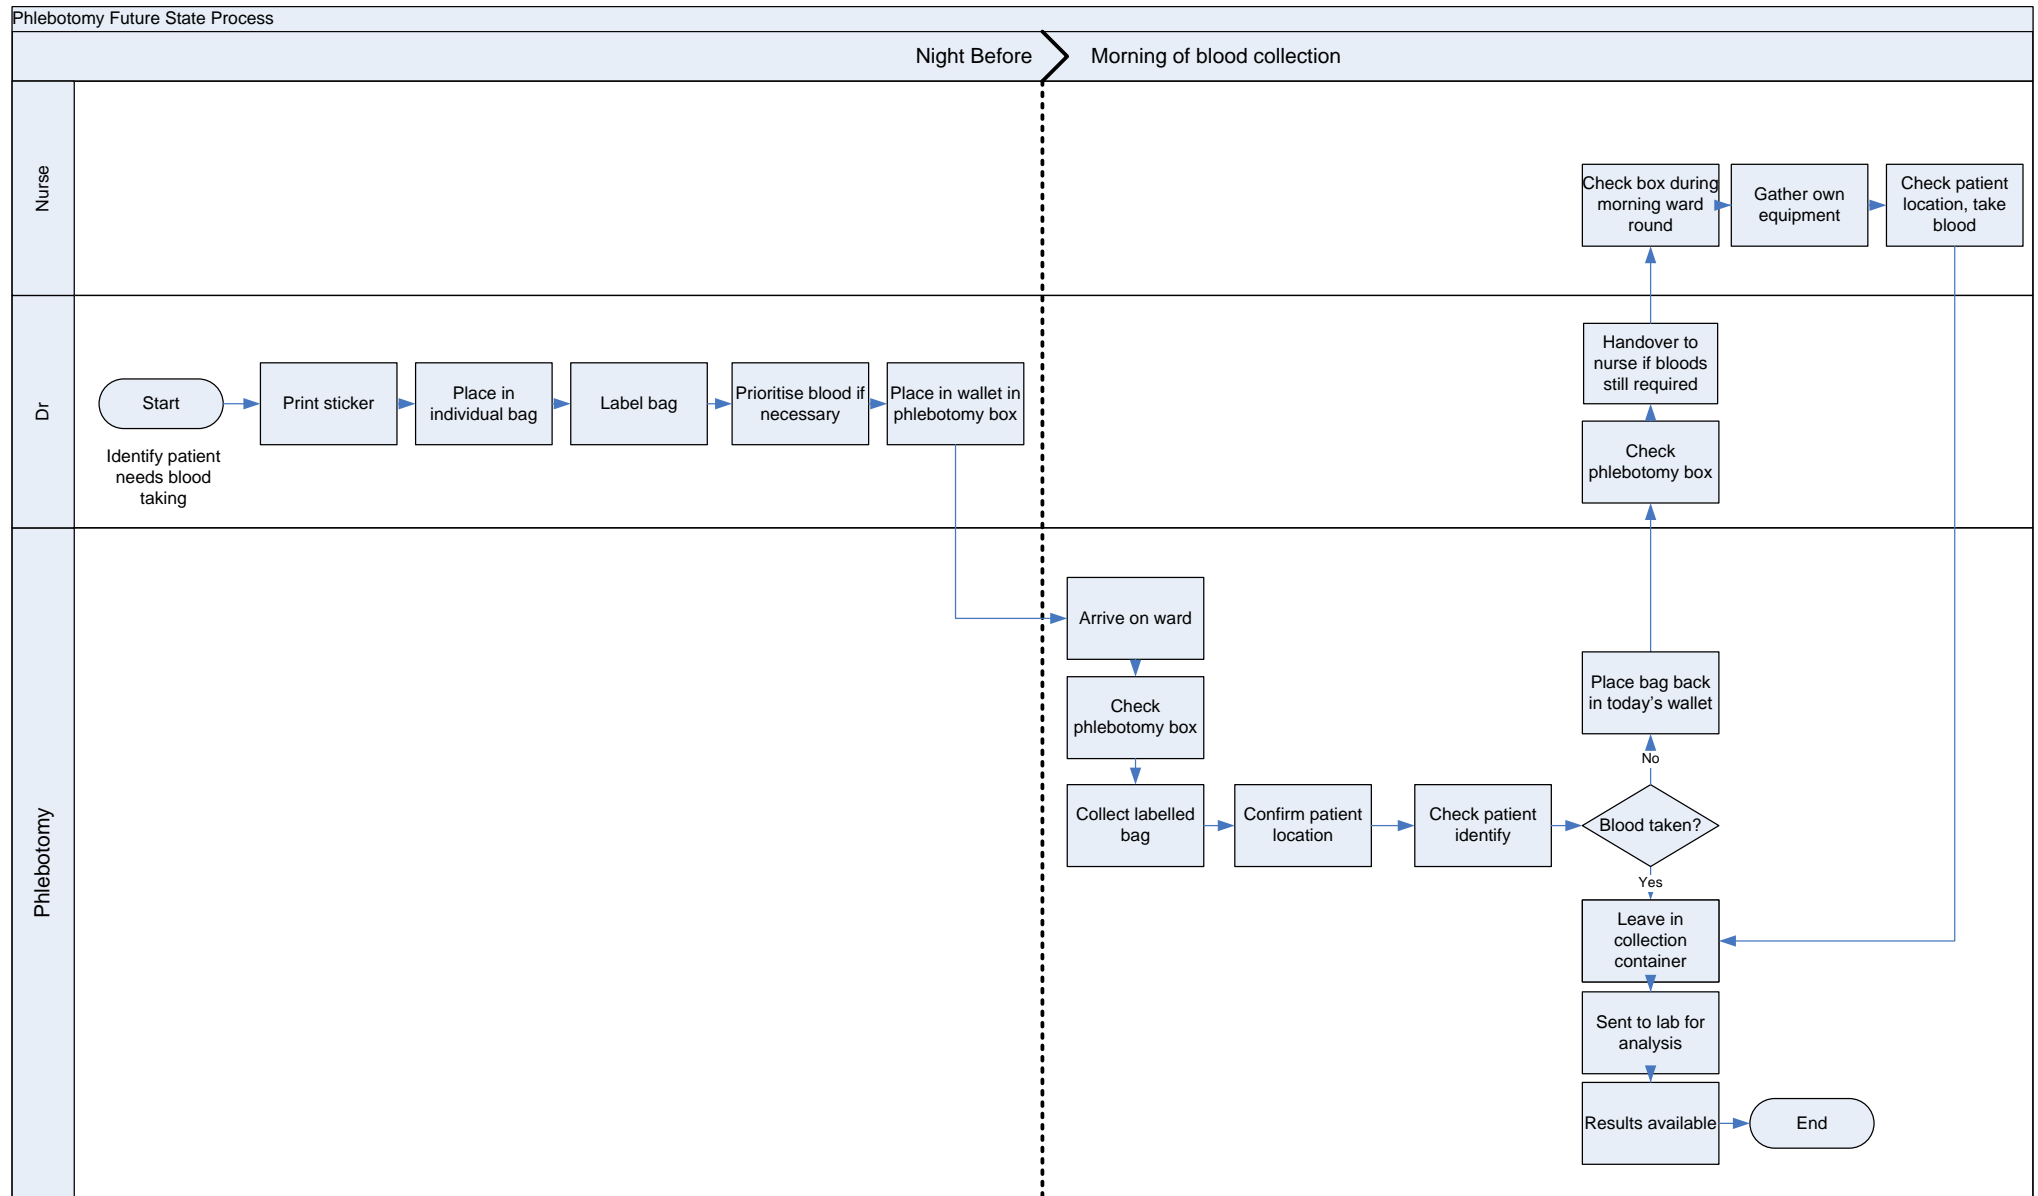 Phlebotomy Future State Process
Night Before
Morning of blood collection
Nurse
Check box during
morning ward
round
Gather own
equipment
Check patient
location, take
blood
Dr
Start
Identify patient
needs blood
taking
Print sticker
Place in
individual bag
Label bag
Prioritise blood if
necessary
Place in wallet in
phlebotomy box
Handover to
nurse if bloods
still required
Check
phlebotomy box
Phlebotomy
Arrive on ward
Check
phlebotomy box
Collect labelled
bag
Confirm patient
location
Check patient
identify
Blood taken?
No
Place bag back
in today’s wallet
Yes
Leave in
collection
container
Sent to lab for
analysis
Results available
End